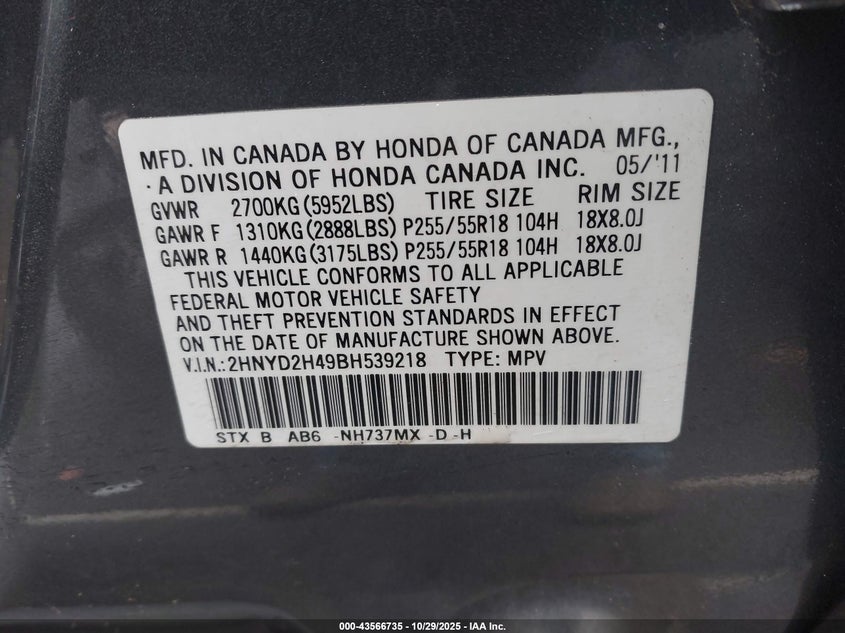 MFD. IN CANADA BY HONDA OF CANADA MFG.,
A DIVISION OF HONDA CANADA INC. 05/'11
GVWR 2700KG(5952LBS) TIRE SIZE RIM SIZE
GAWR F 1310KG(2888LBS) P255/55R18 104H 18X8.0J
GAWR R 1440KG(3175LBS) P255/55R18 104H 18X8.0J
THIS VEHICLE CONFORMS TO ALL APPLICABLE
FEDERAL MOTOR VEHICLE SAFETY
AND THEFT PREVENTION STANDARDS IN EFFECT
ON THE DATE OF MANUFACTURE SHOWN ABOVE.
V.I.N.:2HNYD2H49BH539218 TYPE: MPV
STX B AB6 -NH737MX -D -H
000-43566735 - 10/29/2025 - IAA Inc.